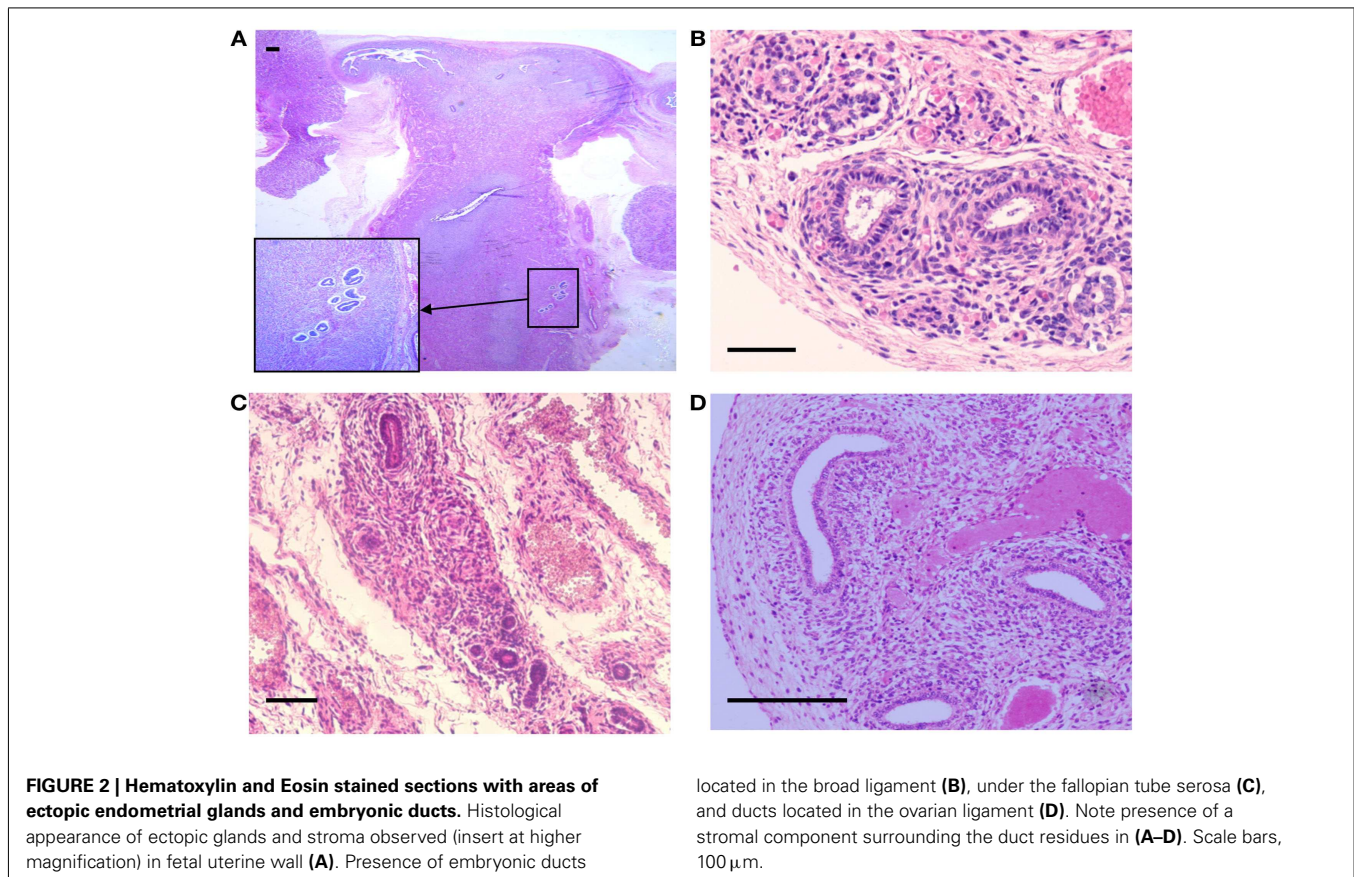 A
B
C
D
FIGURE 2 | Hematoxylin and Eosin stained sections with areas of
ectopic endometrial glands and embryonic ducts. Histological
appearance of ectopic glands and stroma observed (insert at higher
magnification) in fetal uterine wall (A). Presence of embryonic ducts
located in the broad ligament (B), under the fallopian tube serosa (C),
and ducts located in the ovarian ligament (D). Note presence of a
stromal component surrounding the duct residues in (A–D). Scale bars,
100 μm.